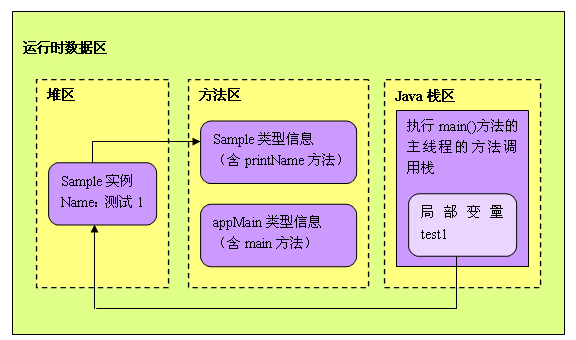 运行时数据区
堆区
Sample 实例
Name：测试 1
方法区
Sample 类型信息
（含 printName 方法）
appMain 类型信息
（含 main 方法）
Java 栈区
执行 main()方法的
主线程的方法调
用栈
局部变量
test1